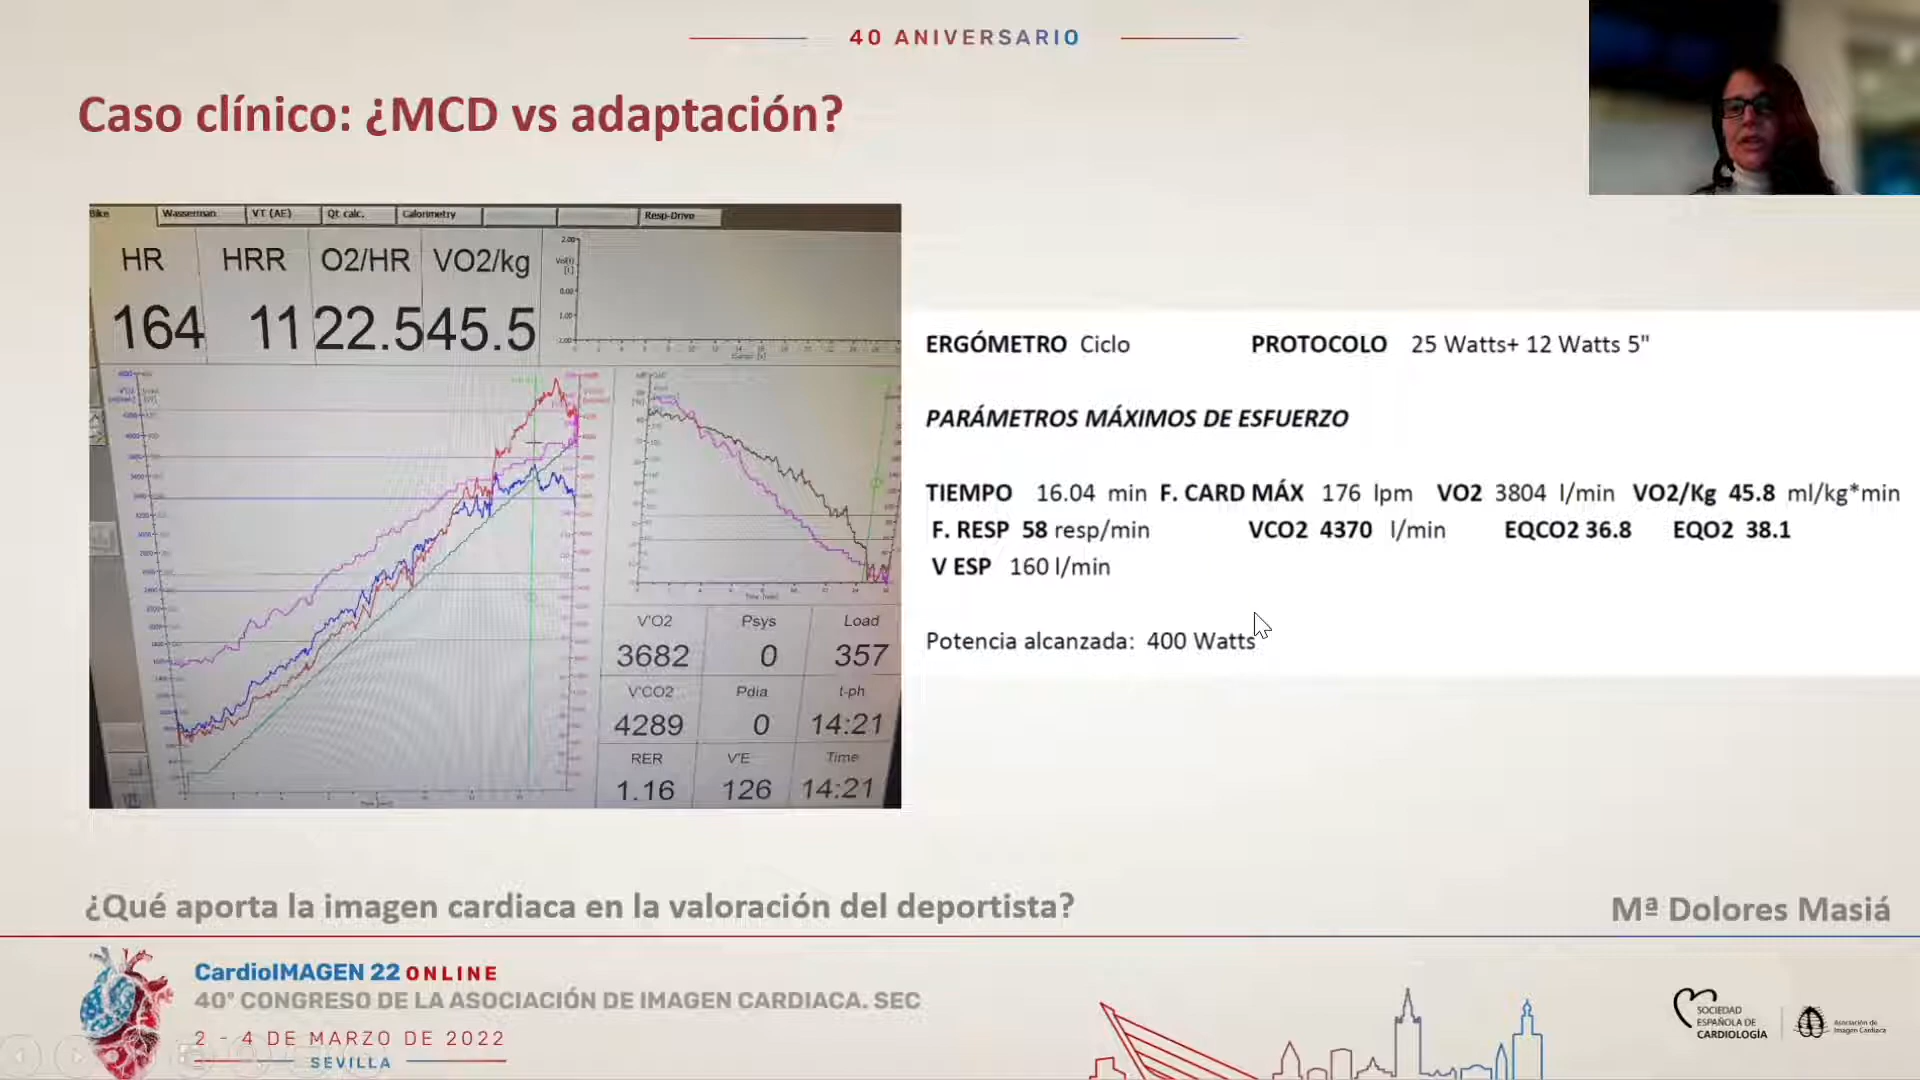 40 ANIVERSARIO
Caso clínico: ¿MCD vs adaptación?
Bike Wasserman VT (AE) Qt calc. Calorimetry Resp-Drive
HR HRR O2/HR VO2/kg
164 11 22.5 45.5
V'O2 Psys Load
3682 0 357
V'CO2 Pdia t-ph
4289 0 14:21
RER V'E Time
1.16 126 14:21
ERGÓMETRO Ciclo PROTOCOLO 25 Watts+ 12 Watts 5"
PARÁMETROS MÁXIMOS DE ESFUERZO
TIEMPO 16.04 min F. CARD MÁX 176 lpm VO2 3804 l/min VO2/Kg 45.8 ml/kg*min
F. RESP 58 resp/min VCO2 4370 l/min EQCO2 36.8 EQO2 38.1
V ESP 160 l/min
Potencia alcanzada: 400 Watts
¿Qué aporta la imagen cardiaca en la valoración del deportista? Mª Dolores Masiá
CardioIMAGEN 22 ONLINE
40º CONGRESO DE LA ASOCIACIÓN DE IMAGEN CARDIACA. SEC
2 - 4 DE MARZO DE 2022
SEVILLA
SOCIEDAD
ESPAÑOLA DE
CARDIOLOGÍA
Asociación de
Imagen Cardiaca